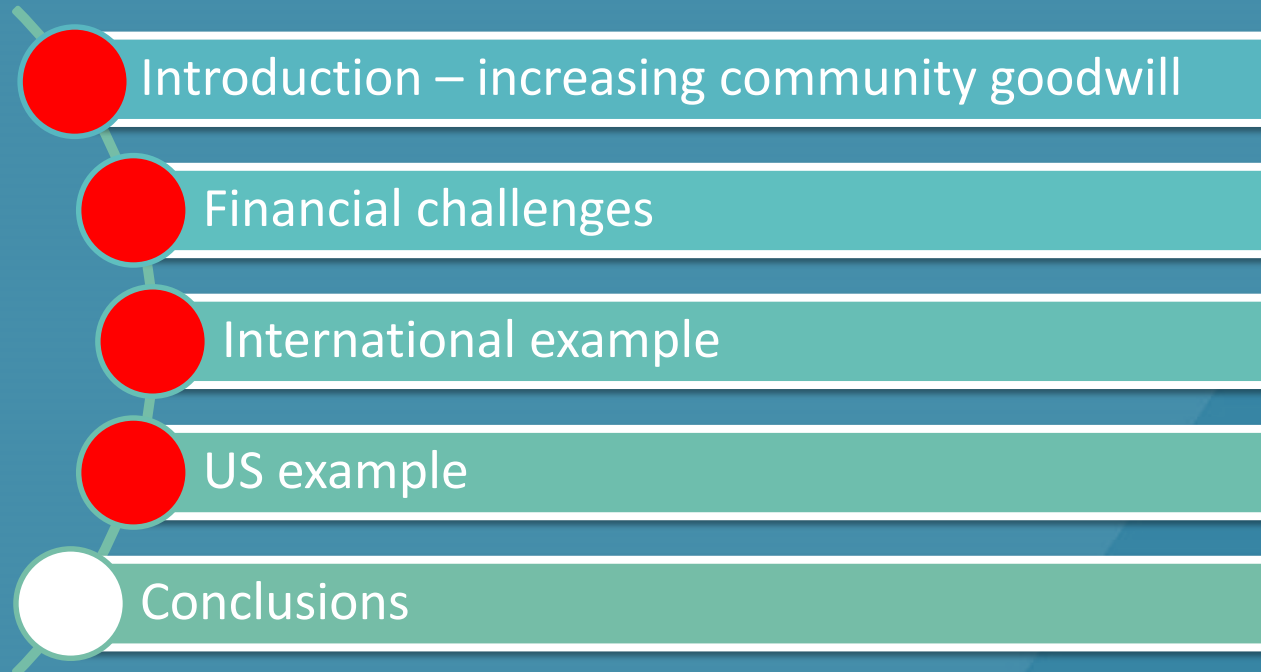 Introduction – increasing community goodwill
Financial challenges
International example
US example
Conclusions